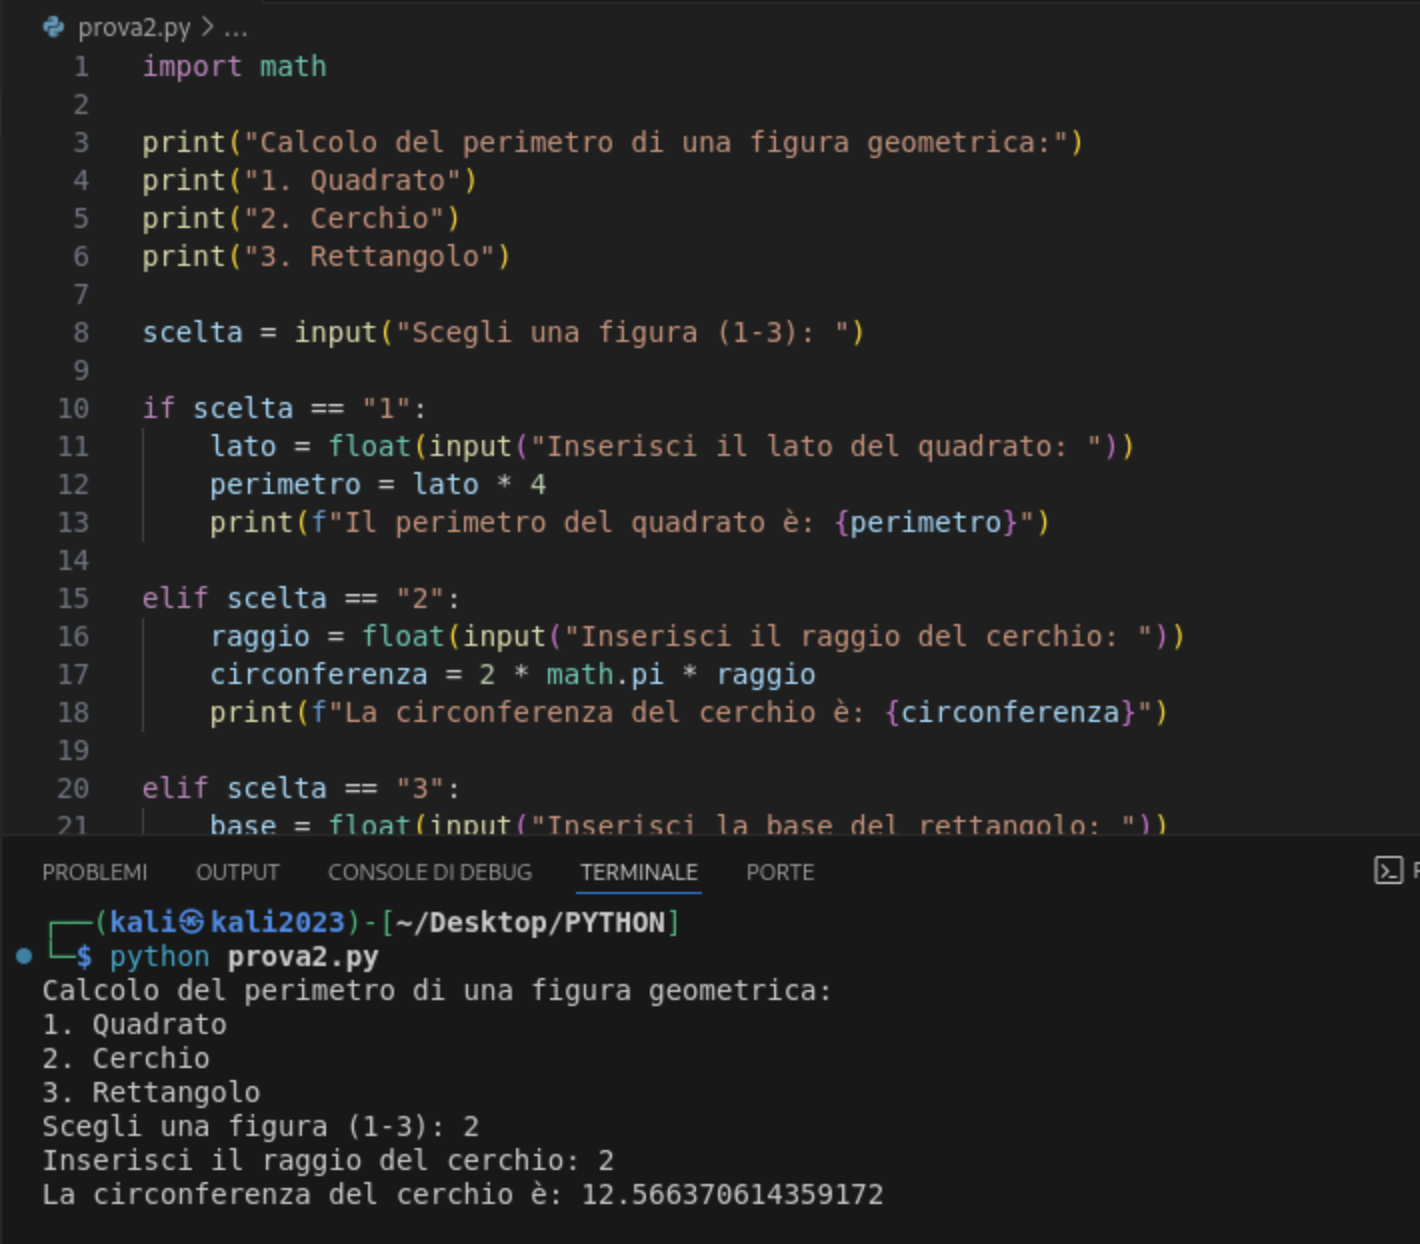 prova2.py > ...
1 import math
2
3 print("Calcolo del perimetro di una figura geometrica:")
4 print("1. Quadrato")
5 print("2. Cerchio")
6 print("3. Rettangolo")
7
8 scelta = input("Scegli una figura (1-3): ")
9
10 if scelta == "1":
11     lato = float(input("Inserisci il lato del quadrato: "))
12     perimetro = lato * 4
13     print(f"Il perimetro del quadrato è: {perimetro}")
14
15 elif scelta == "2":
16     raggio = float(input("Inserisci il raggio del cerchio: "))
17     circonferenza = 2 * math.pi * raggio
18     print(f"La circonferenza del cerchio è: {circonferenza}")
19
20 elif scelta == "3":
21     base = float(input("Inserisci la base del rettangolo: "))
PROBLEMI OUTPUT CONSOLE DI DEBUG TERMINALE PORTE
┌──(kali㉿kali2023)-[~/Desktop/PYTHON]
└─$ python prova2.py
Calcolo del perimetro di una figura geometrica:
1. Quadrato
2. Cerchio
3. Rettangolo
Scegli una figura (1-3): 2
Inserisci il raggio del cerchio: 2
La circonferenza del cerchio è: 12.566370614359172